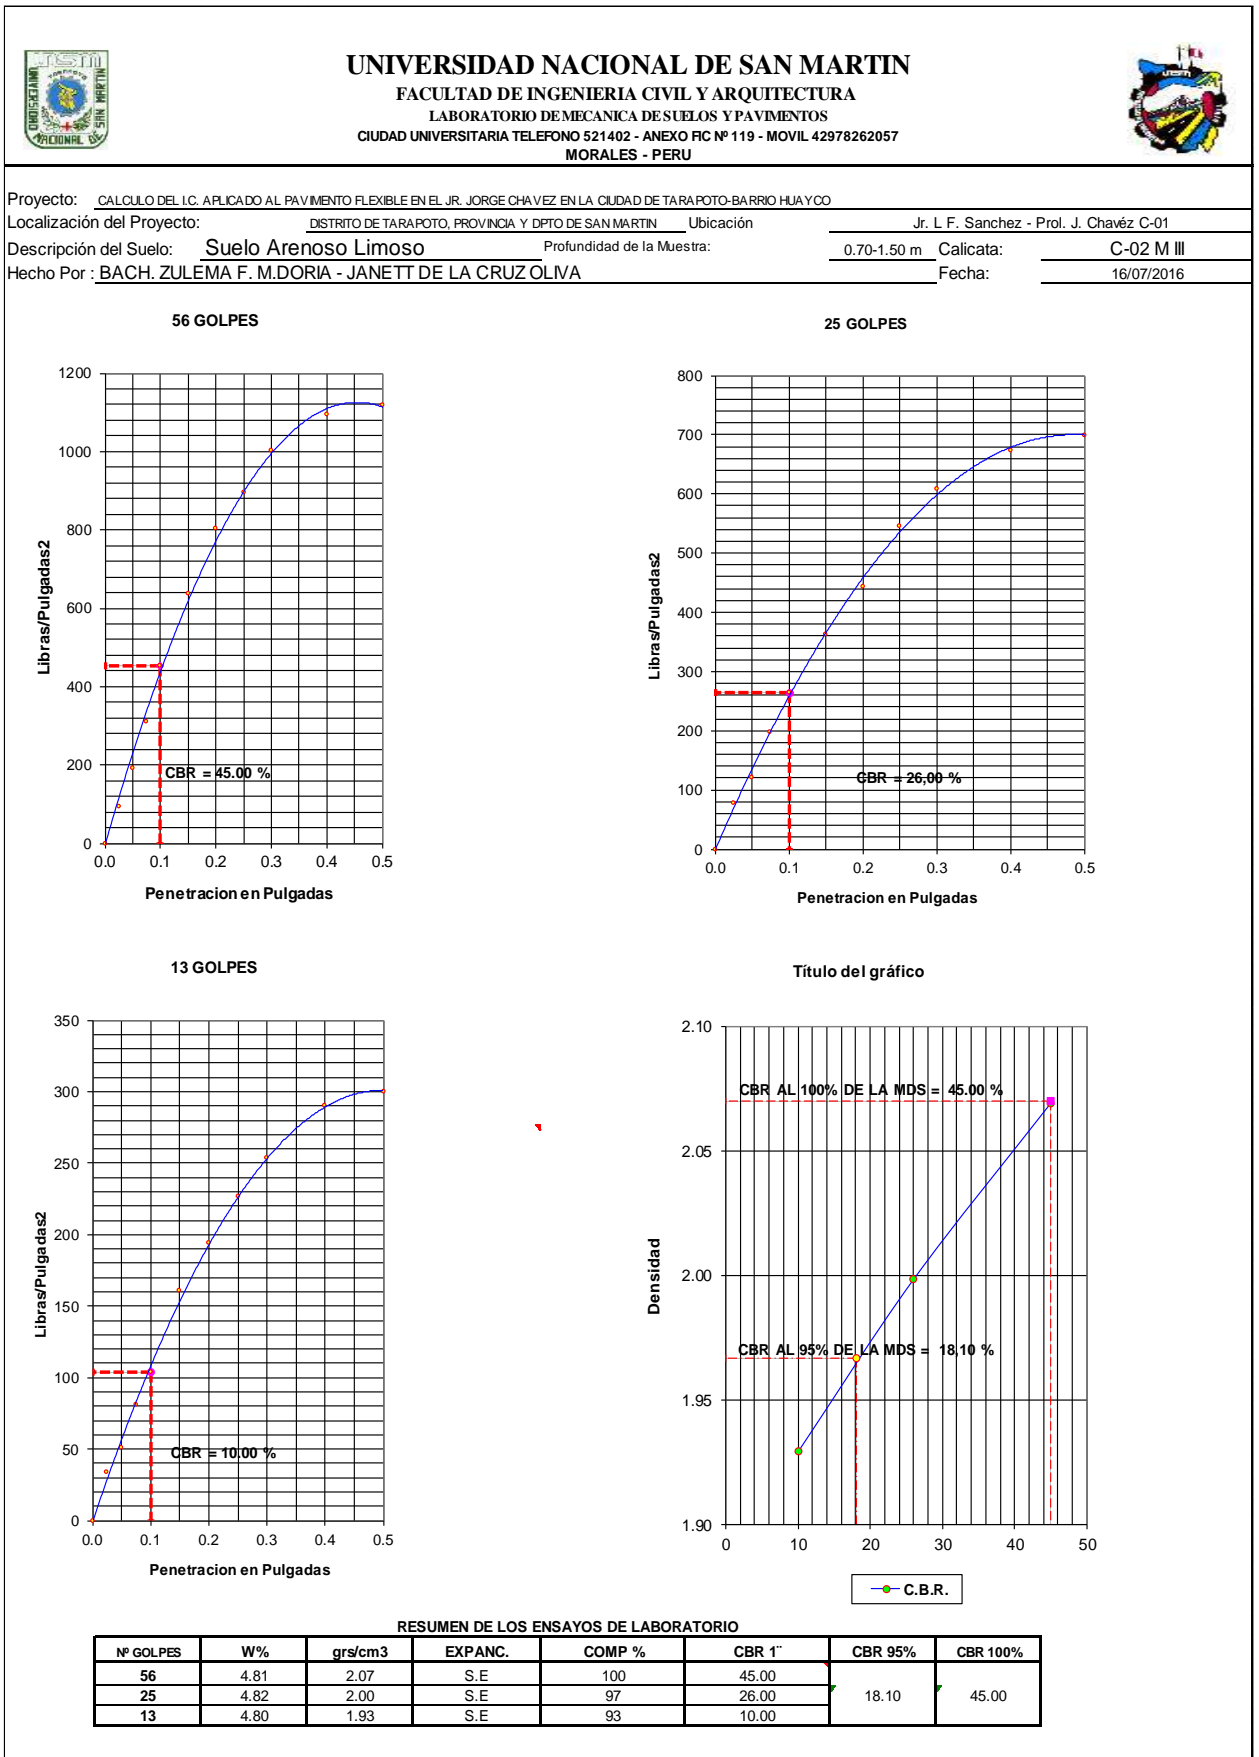 UNIVERSIDAD NACIONAL DE SAN MARTIN
FACULTAD DE INGENIERIA CIVIL Y ARQUITECTURA
LABORATORIO DE MECANICA DE SUELOS Y PAVIMENTOS
CIUDAD UNIVERSITARIA TELEFONO 521402 - ANEXO FIC Nº 119 - MOVIL 42978262057
MORALES - PERU
Proyecto: CALCULO DEL I.C. APLICADO AL PAVIMENTO FLEXIBLE EN EL JR. JORGE CHAVEZ EN LA CIUDAD DE TARAPOTO-BARRIO HUAYCO
Localización del Proyecto: DISTRITO DE TARAPOTO, PROVINCIA Y DPTO DE SAN MARTIN Ubicación Jr. L F. Sanchez - Prol. J. Chavéz C-01
Descripción del Suelo: Suelo Arenoso Limoso Profundidad de la Muestra: 0.70-1.50 m Calicata: C-02 M III
Hecho Por : BACH. ZULEMA F. M.DORIA - JANETT DE LA CRUZ OLIVA Fecha: 16/07/2016
56 GOLPES
1200
1000
800
600
400
200
0
Libras/Pulgadas2
CBR = 45.00 %
0.0 0.1 0.2 0.3 0.4 0.5
Penetracion en Pulgadas
25 GOLPES
800
700
600
500
400
300
200
100
0
Libras/Pulgadas2
CBR = 26,00 %
0.0 0.1 0.2 0.3 0.4 0.5
Penetracion en Pulgadas
13 GOLPES
350
300
250
200
150
100
50
0
Libras/Pulgadas2
CBR = 10.00 %
0.0 0.1 0.2 0.3 0.4 0.5
Penetracion en Pulgadas
Título del gráfico
2.10
2.05
2.00
1.95
1.90
Densidad
CBR AL 100% DE LA MDS = 45.00 %
CBR AL 95% DE LA MDS = 18,10 %
0 10 20 30 40 50
C.B.R.
RESUMEN DE LOS ENSAYOS DE LABORATORIO
Nº GOLPES W% grs/cm3 EXPANC. COMP % CBR 1¨ CBR 95% CBR 100%
56 4.81 2.07 S.E 100 45.00
25 4.82 2.00 S.E 97 26.00 18.10 45.00
13 4.80 1.93 S.E 93 10.00